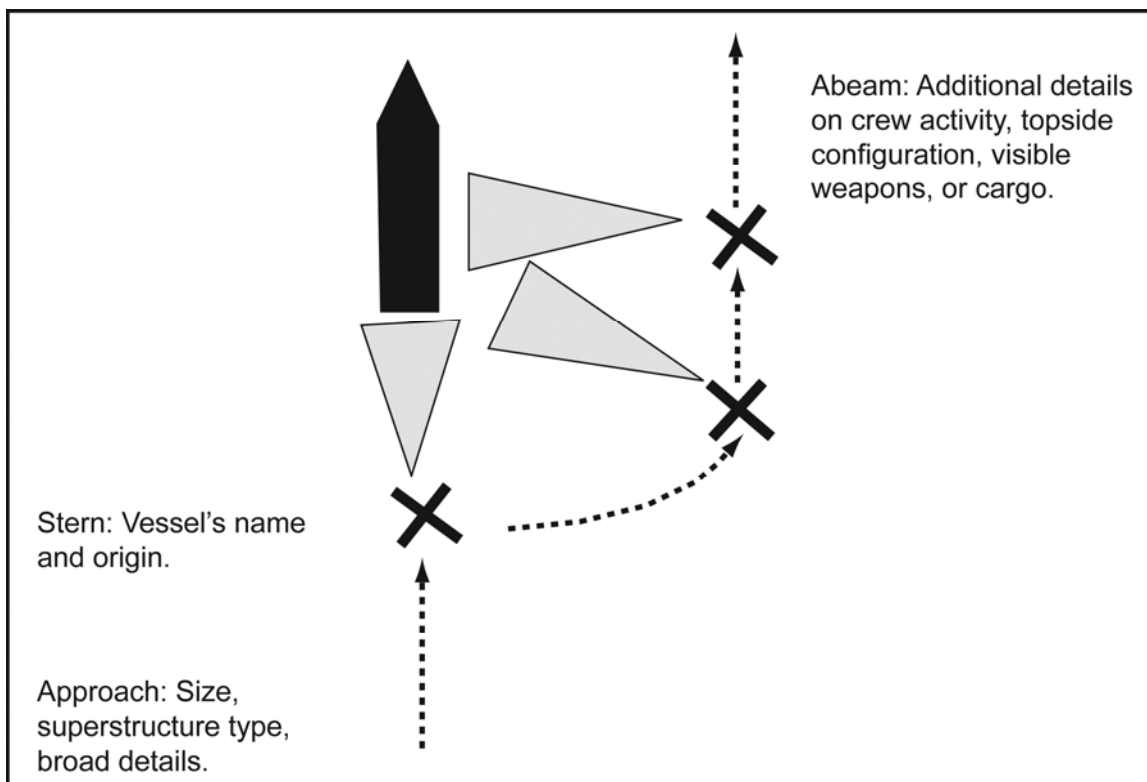 Abeam: Additional details
on crew activity, topside
configuration, visible
weapons, or cargo.
Stern: Vessel’s name
and origin.
Approach: Size,
superstructure type,
broad details.